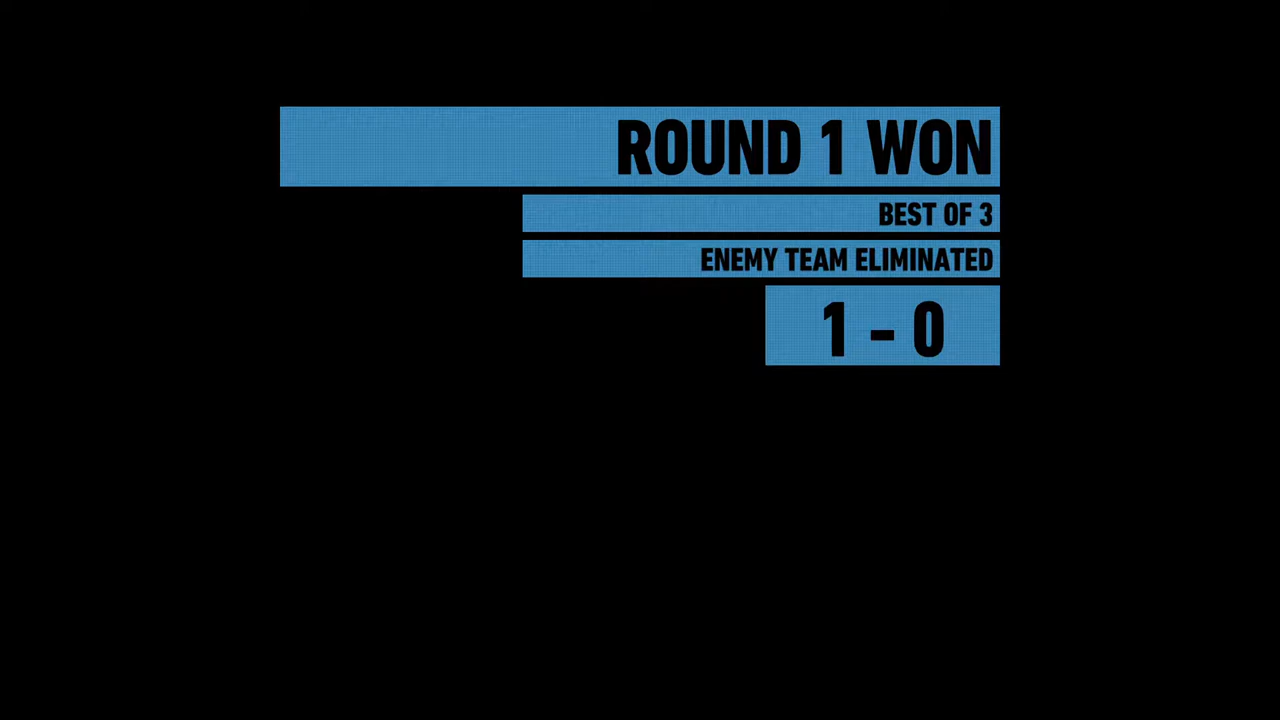 ROUND 1 WON
BEST OF 3
ENEMY TEAM ELIMINATED
1 - 0